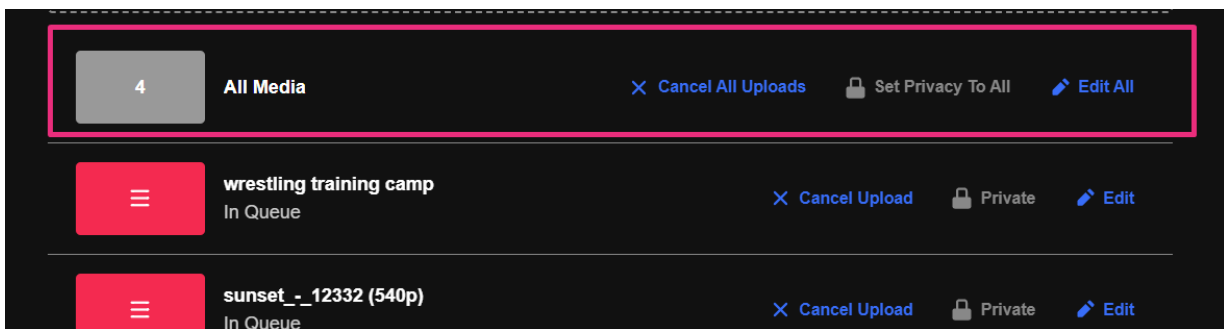 4 All Media Cancel All Uploads Set Privacy To All Edit All
wrestling training camp
In Queue
Cancel Upload Private Edit
sunset_-_12332 (540p)
In Queue
Cancel Upload Private Edit